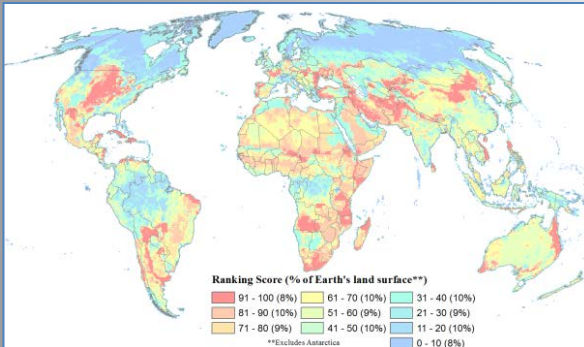 Ranking Score (% of Earth's land surface**)
91 - 100 (8%) 61 - 70 (10%) 31 - 40 (10%)
81 - 90 (10%) 51 - 60 (9%) 21 - 30 (9%)
71 - 80 (9%) 41 - 50 (10%) 11 - 20 (10%)
**Excludes Antarctica 0 - 10 (8%)